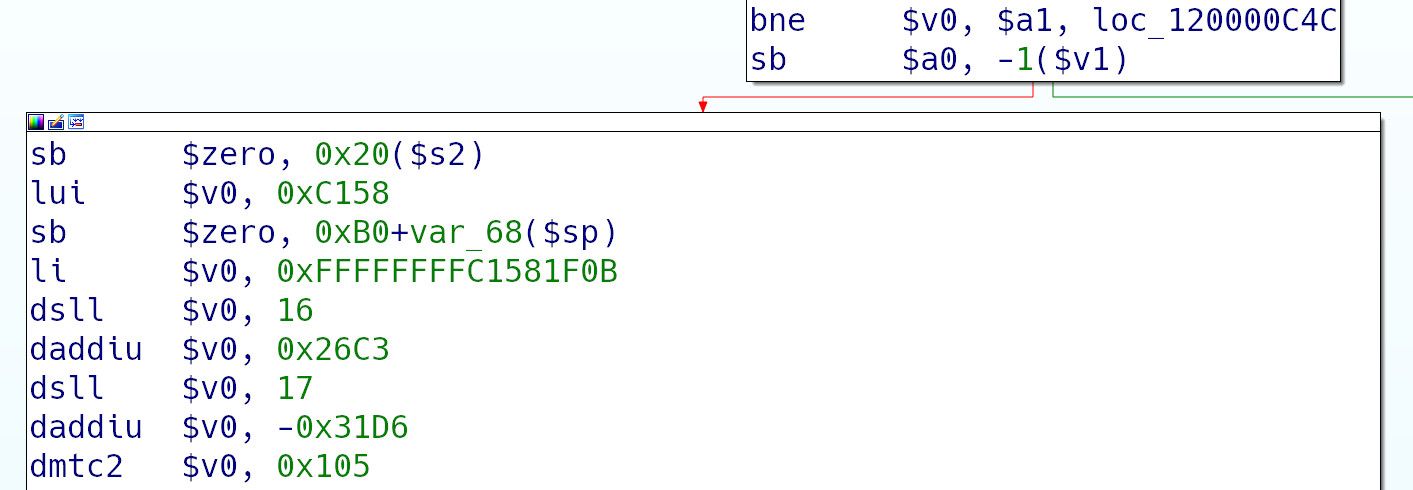 bne $v0, $a1, loc_120000C4C
sb $a0, -1($v1)
sb $zero, 0x20($s2)
lui $v0, 0xC158
sb $zero, 0xB0+var_68($sp)
li $v0, 0xFFFFFFFFC1581F0B
dsll $v0, 16
daddiu $v0, 0x26C3
dsll $v0, 17
daddiu $v0, -0x31D6
dmtc2 $v0, 0x105